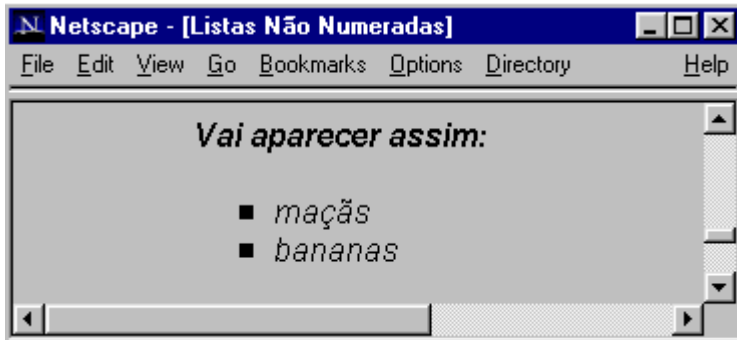 Netscape - [Listas Não Numeradas]
File Edit View Go Bookmarks Options Directory Help
Vai aparecer assim:
maçãs
bananas